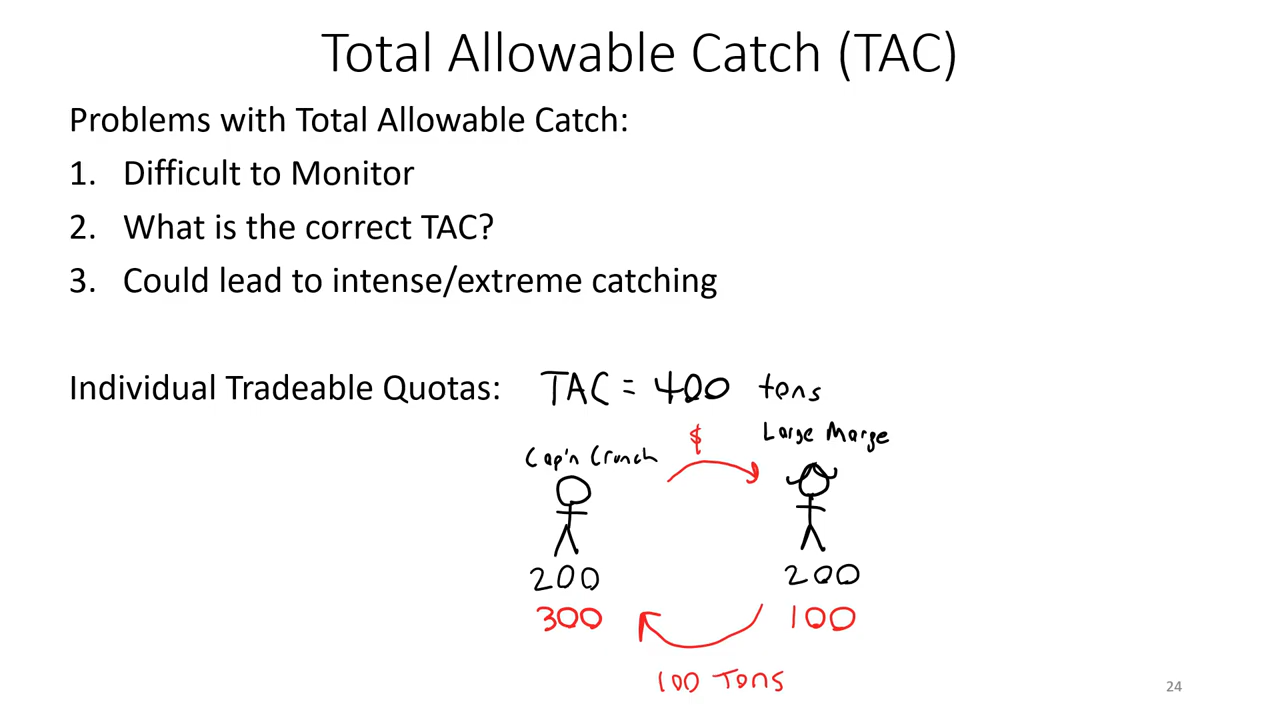 Total Allowable Catch (TAC)
Problems with Total Allowable Catch:
1. Difficult to Monitor
2. What is the correct TAC?
3. Could lead to intense/extreme catching
Individual Tradeable Quotas: TAC = 400 tons
$ Large Marge
Cap'n Crunch
200 200
300 100
100 Tons
24